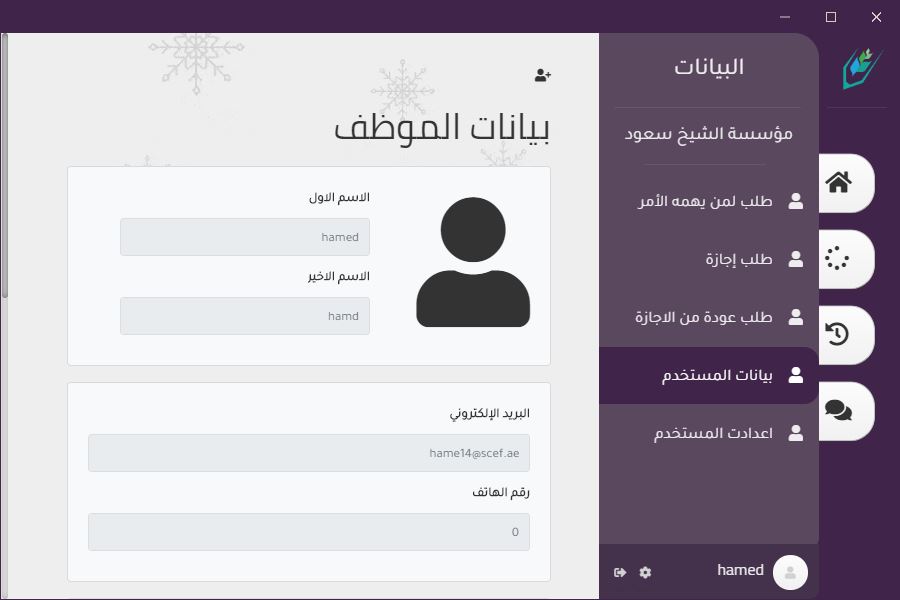 البيانات
مؤسسة الشيخ سعود
طلب لمن يهمه الأمر
طلب إجازة
طلب عودة من الاجازة
بيانات المستخدم
اعدادت المستخدم
hamed
بيانات الموظف
الاسم الاول
hamed
الاسم الاخير
hamd
البريد الإلكتروني
hame14@scef.ae
رقم الهاتف
0